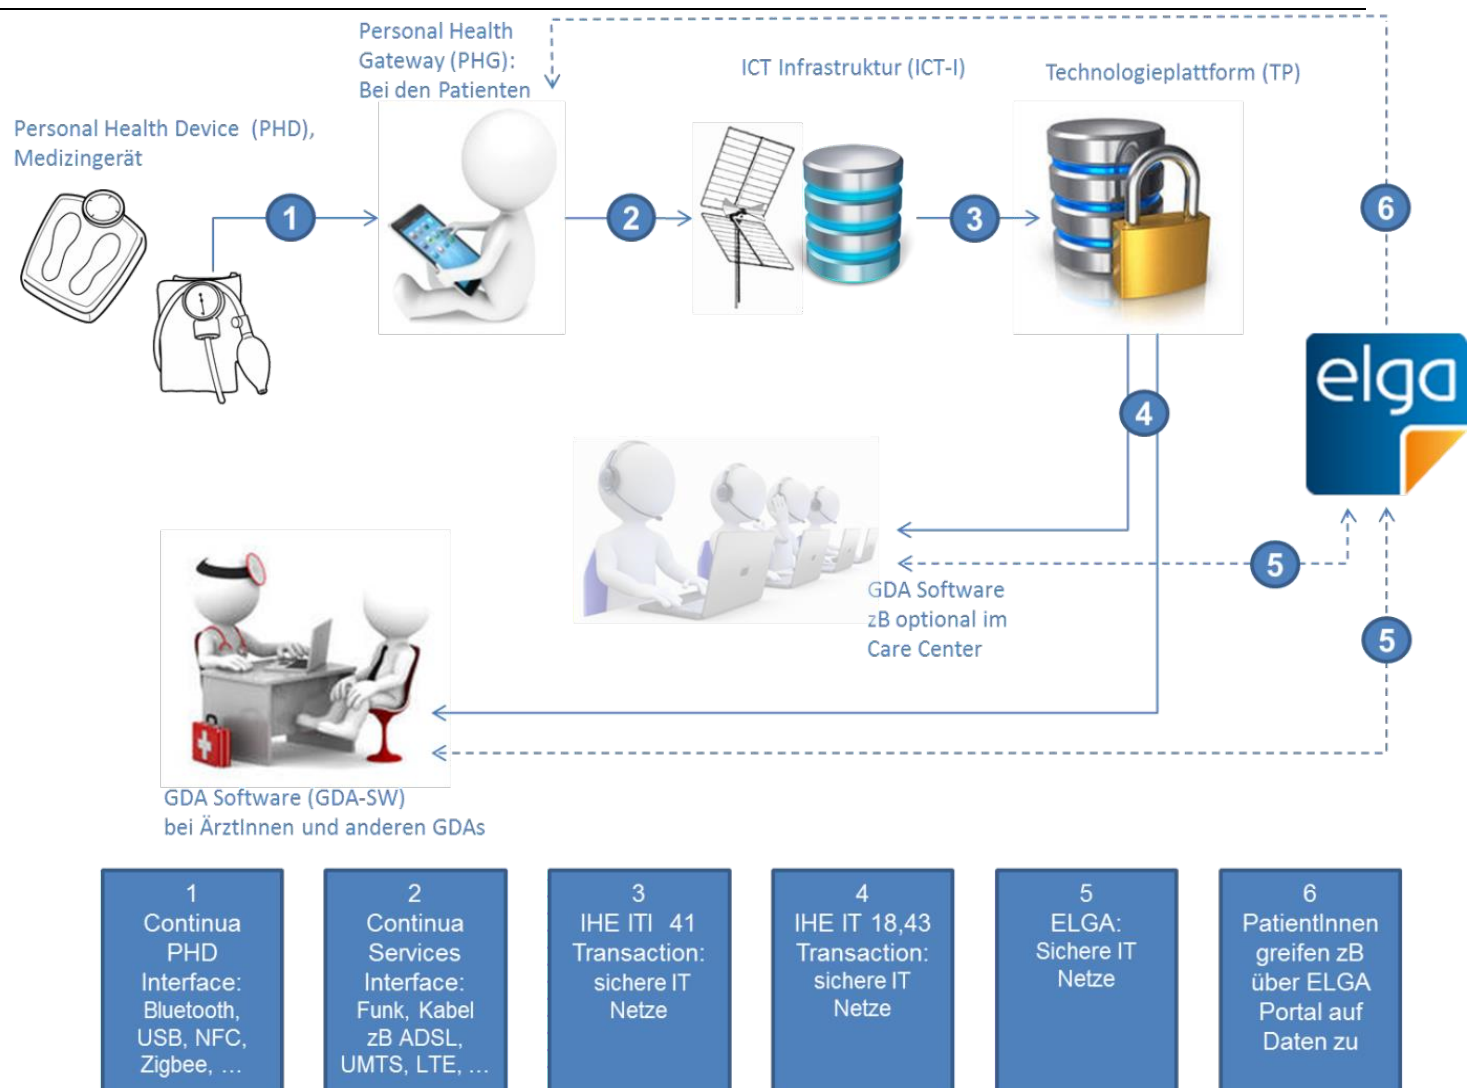 Personal Health
Gateway (PHG):
Bei den Patienten
ICT Infrastruktur (ICT-I)
Technologieplattform (TP)
Personal Health Device (PHD),
Medizingerät
1
2
3
6
elga
4
5
GDA Software
zB optional im
Care Center
5
GDA Software (GDA-SW)
bei ÄrztInnen und anderen GDAs
1
Continua
PHD
Interface:
Bluetooth,
USB, NFC,
Zigbee, …
2
Continua
Services
Interface:
Funk, Kabel
zB ADSL,
UMTS, LTE, …
3
IHE ITI 41
Transaction:
sichere IT
Netze
4
IHE IT 18,43
Transaction:
sichere IT
Netze
5
ELGA:
Sichere IT
Netze
6
PatientInnen
greifen zB
über ELGA
Portal auf
Daten zu